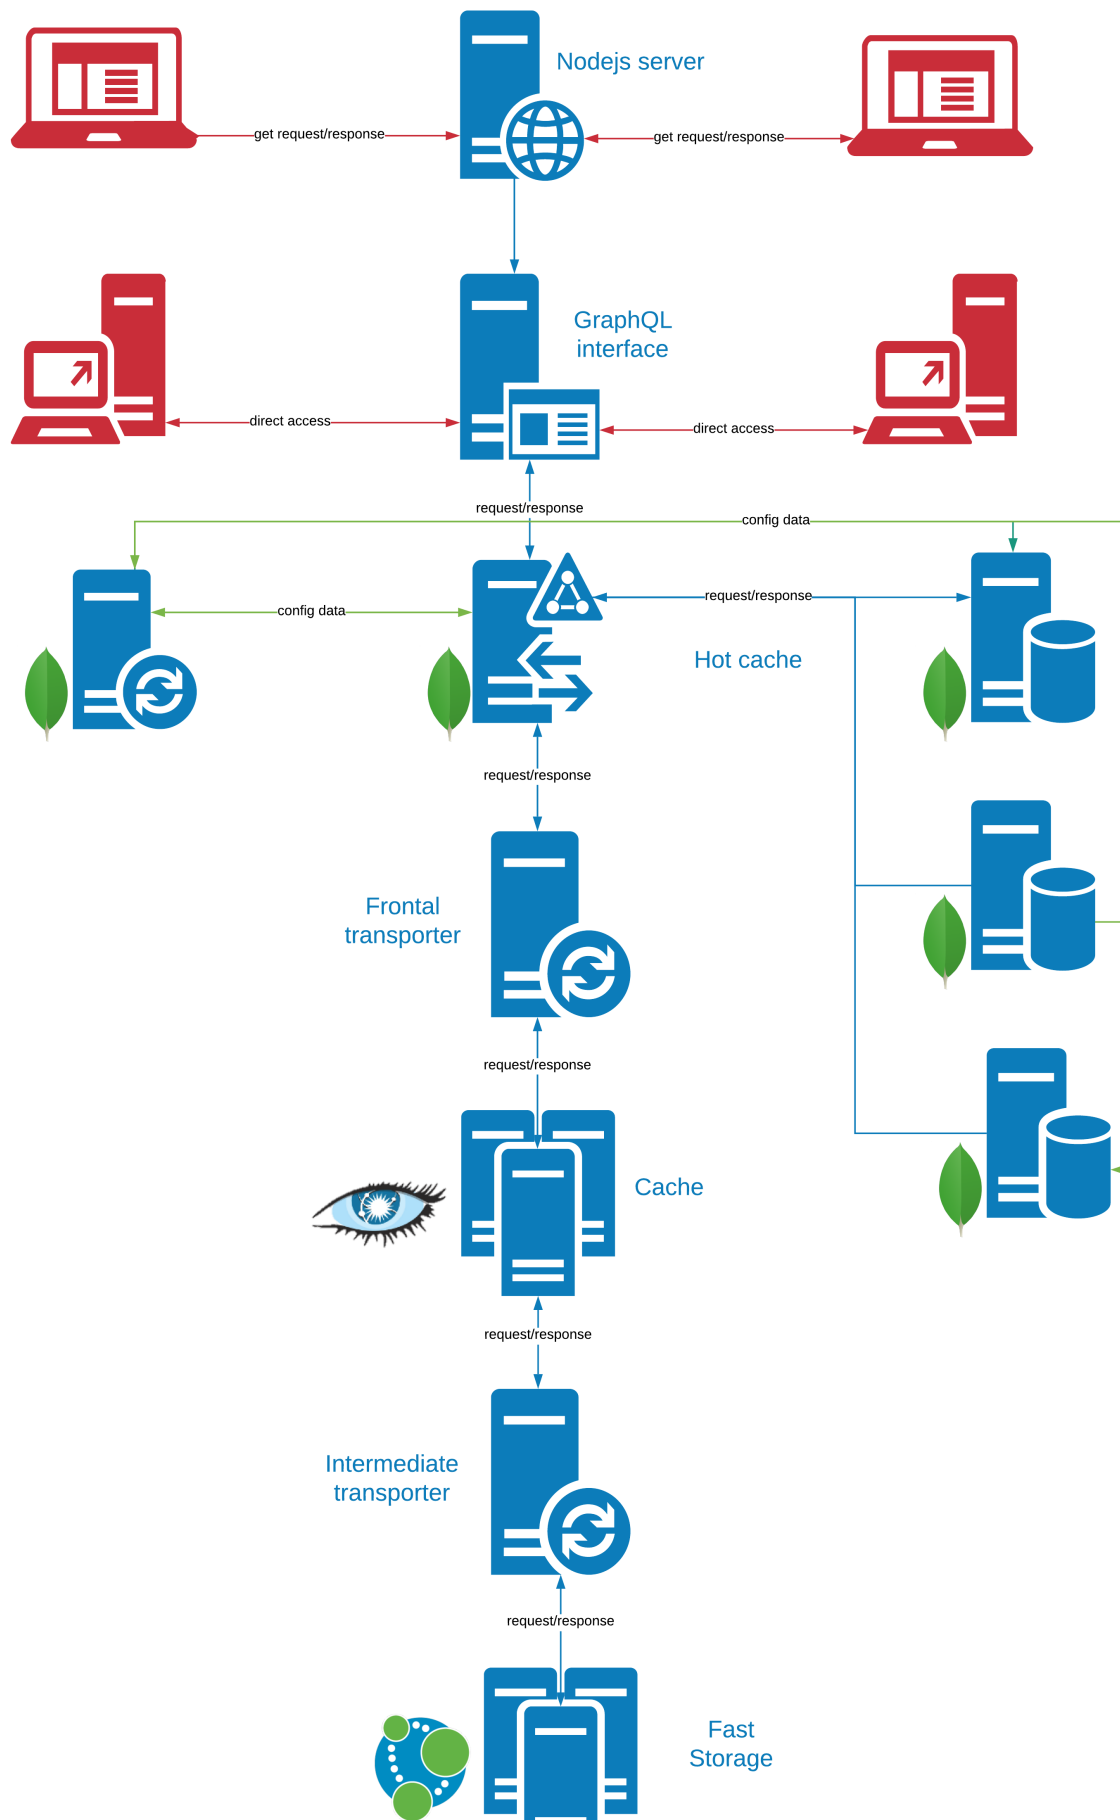 Nodejs server
get request/response
get request/response
GraphQL
interface
direct access
direct access
request/response
config data
config data
request/response
Hot cache
request/response
Frontal
transporter
request/response
Cache
request/response
Intermediate
transporter
request/response
Fast
Storage